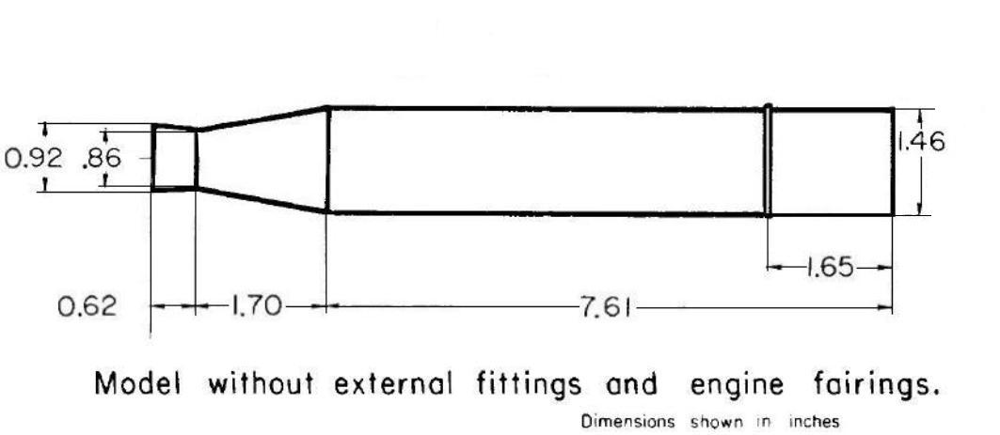 0.92 .86
1.46
1.65
0.62 1.70 7.61
Model without external fittings and engine fairings.
Dimensions shown in inches